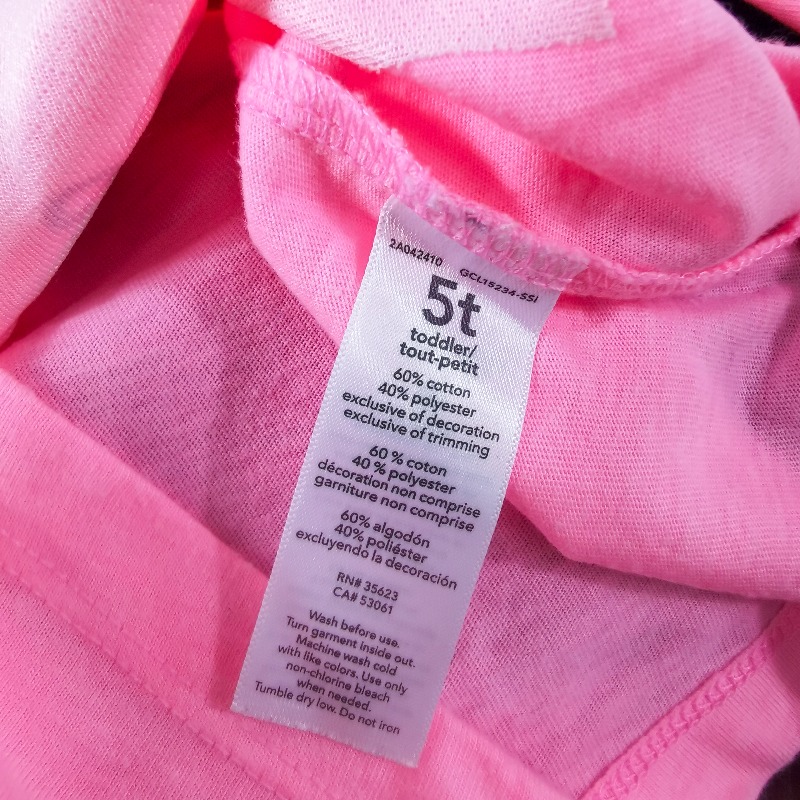 2A042410 GCL15234-SSI
5t
toddler/
tout-petit
60% cotton
40% polyester
exclusive of decoration
exclusive of trimming
60 % coton
40 % polyester
décoration non comprise
garniture non comprise
60% algodón
40% poliéster
excluyendo la decoración
RN# 35623
CA# 53061
Wash before use.
Turn garment inside out.
Machine wash cold
with like colors. Use only
non-chlorine bleach
when needed.
Tumble dry low. Do not iron